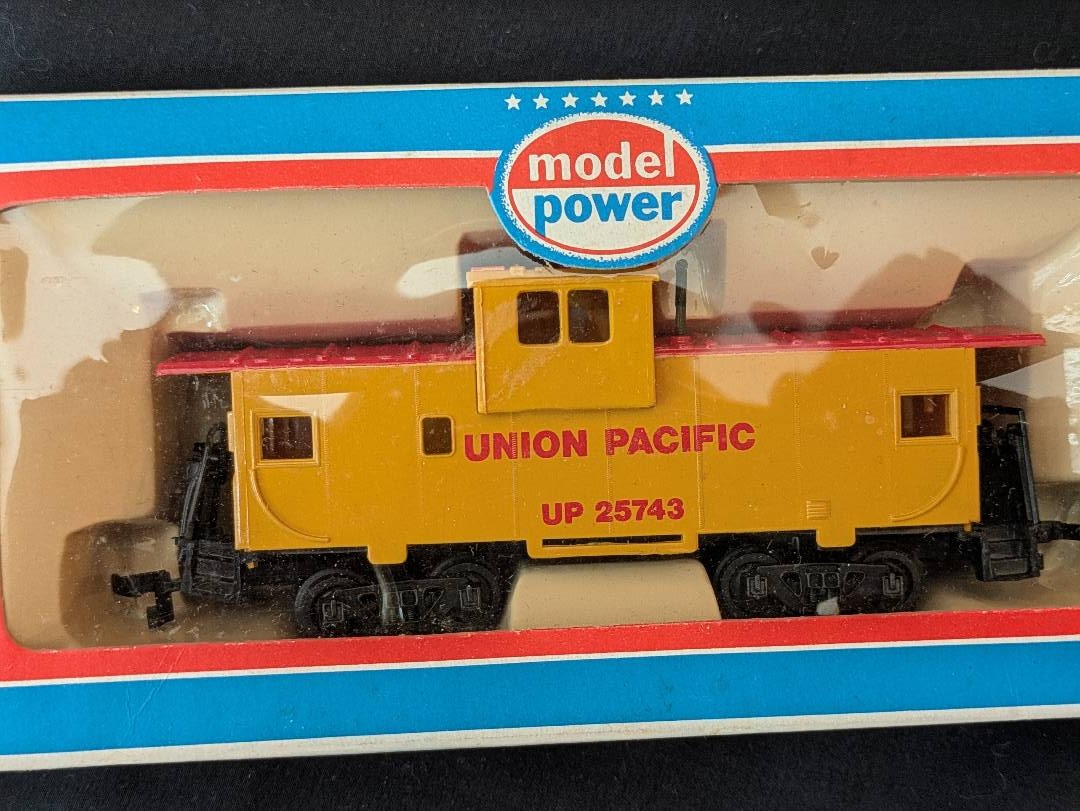 model
power
UNION PACIFIC
UP 25743